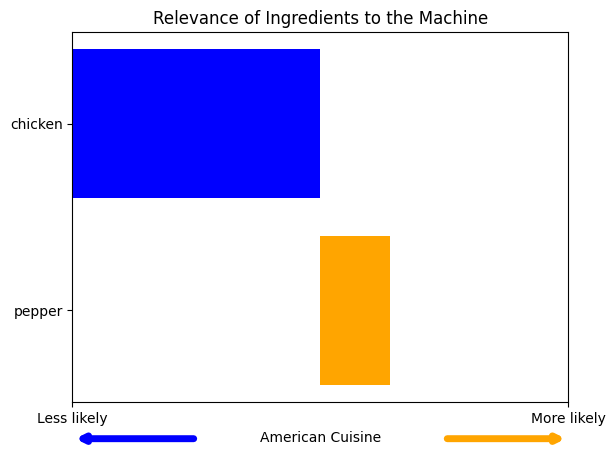 Relevance of Ingredients to the Machine
chicken
pepper
Less likely
More likely
American Cuisine